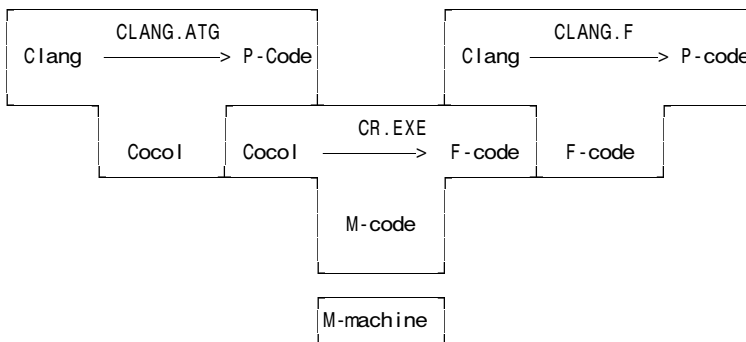 CLANG.ATG CLANG.F
Clang P-Code Clang P-code
CR.EXE
Cocol Cocol F-code F-code
M-code
M-machine